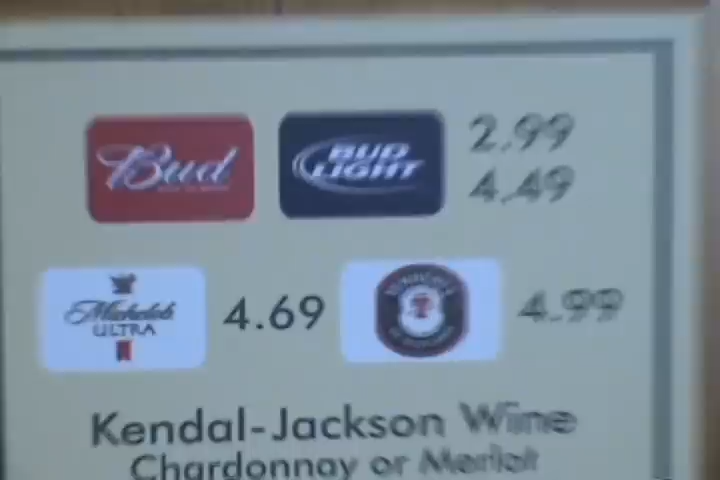 Bud
BUD LIGHT
2.99
4.49
Michelob
ULTRA
4.69
4.99
Kendal-Jackson Wine
Chardonnay or Merlot